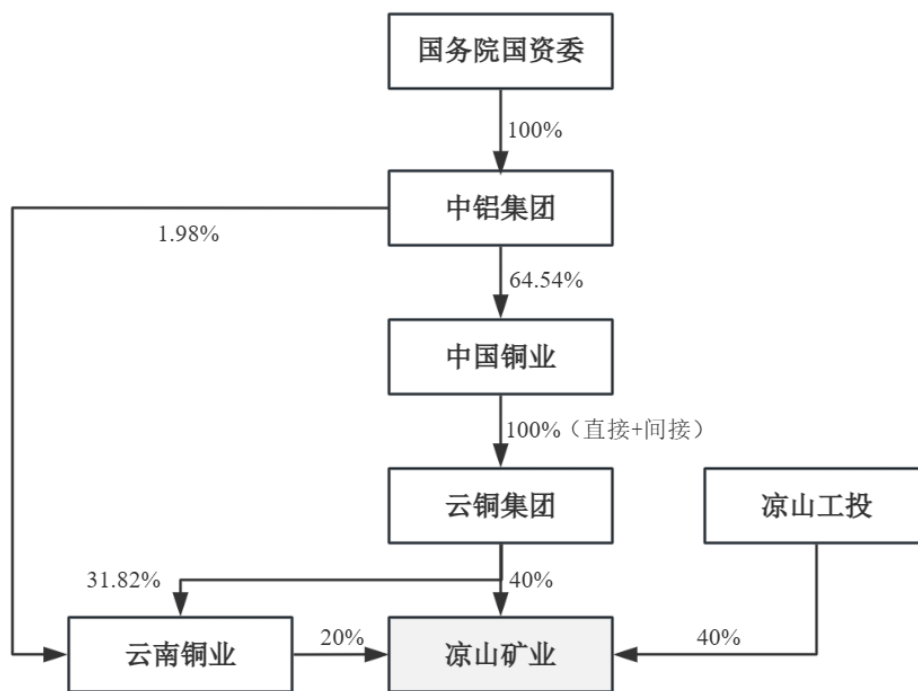 国务院国资委
100%
中铝集团
1.98%
64.54%
中国铜业
100%（直接+间接）
云铜集团
凉山工投
31.82%
40%
云南铜业
20%
凉山矿业
40%